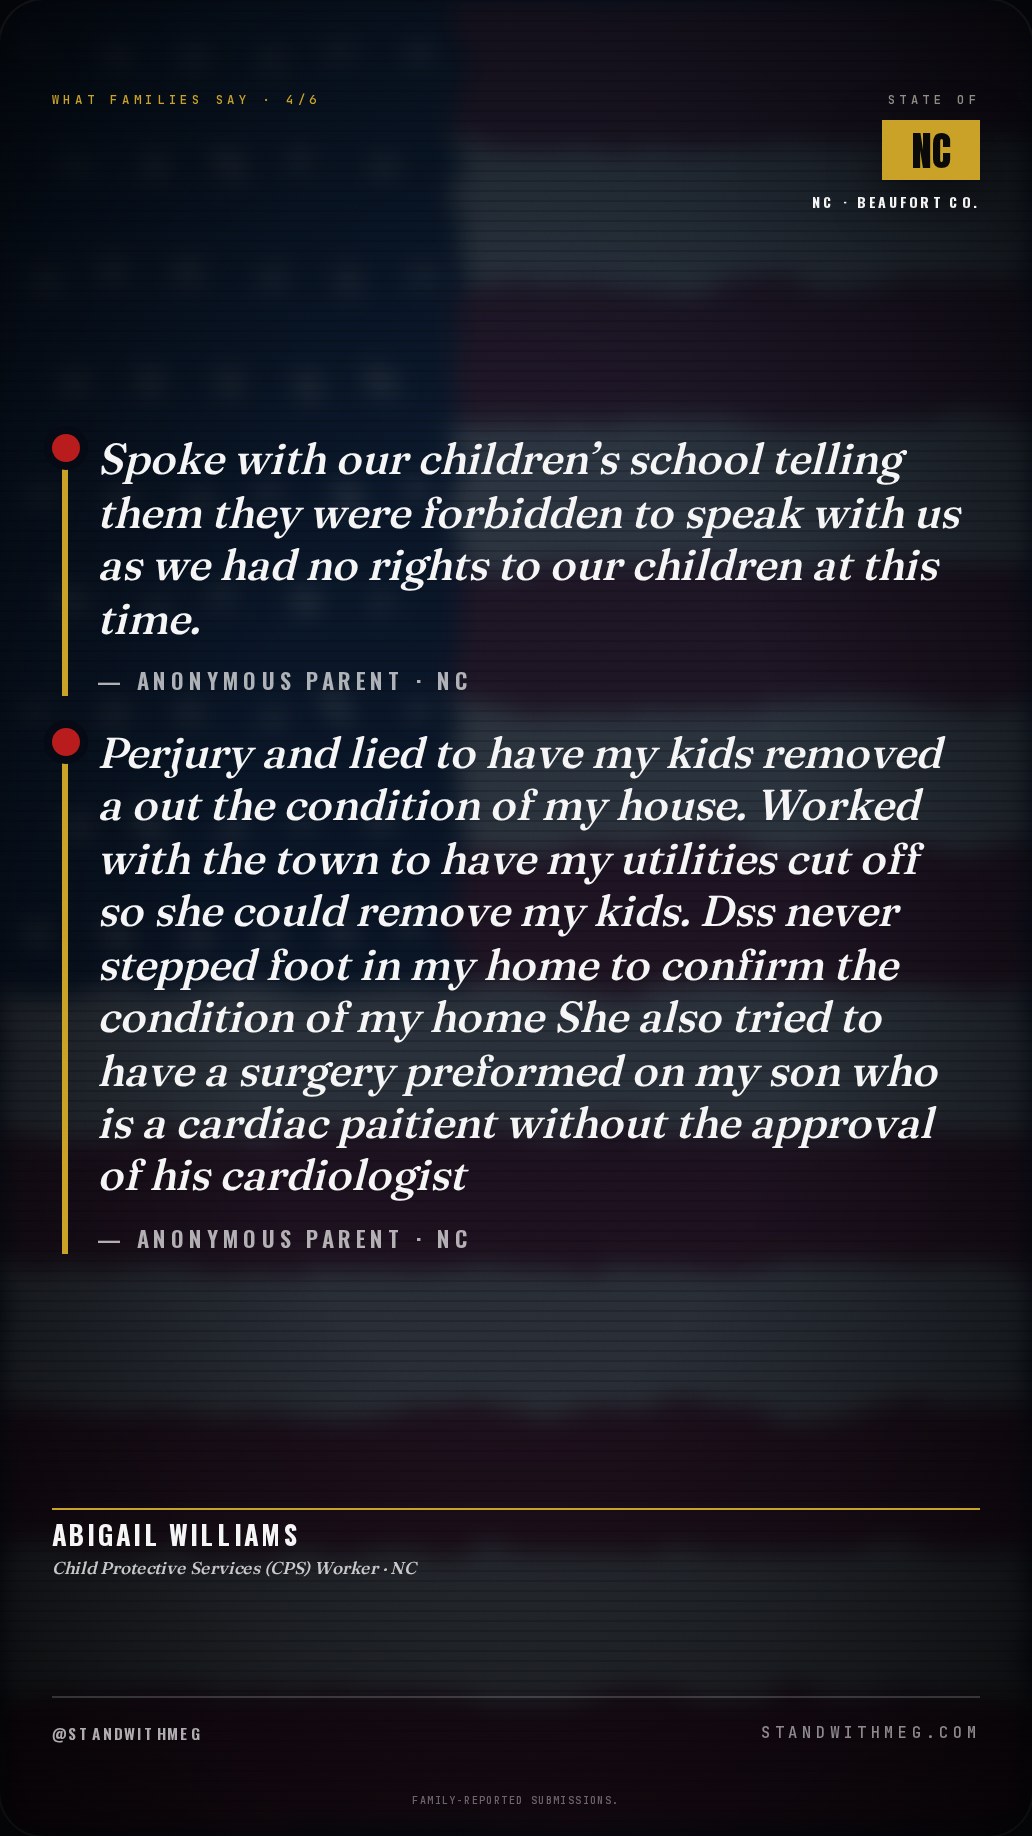 WHAT FAMILIES SAY · 4/6
STATE OF
NC
NC · BEAUFORT CO.
Spoke with our children’s school telling
them they were forbidden to speak with us
as we had no rights to our children at this
time.
— ANONYMOUS PARENT · NC
Perjury and lied to have my kids removed
a out the condition of my house. Worked
with the town to have my utilities cut off
so she could remove my kids. Dss never
stepped foot in my home to confirm the
condition of my home She also tried to
have a surgery preformed on my son who
is a cardiac paitient without the approval
of his cardiologist
— ANONYMOUS PARENT · NC
ABIGAIL WILLIAMS
Child Protective Services (CPS) Worker · NC
@STANDWITHMEG
STANDWITHMEG.COM
FAMILY-REPORTED SUBMISSIONS.